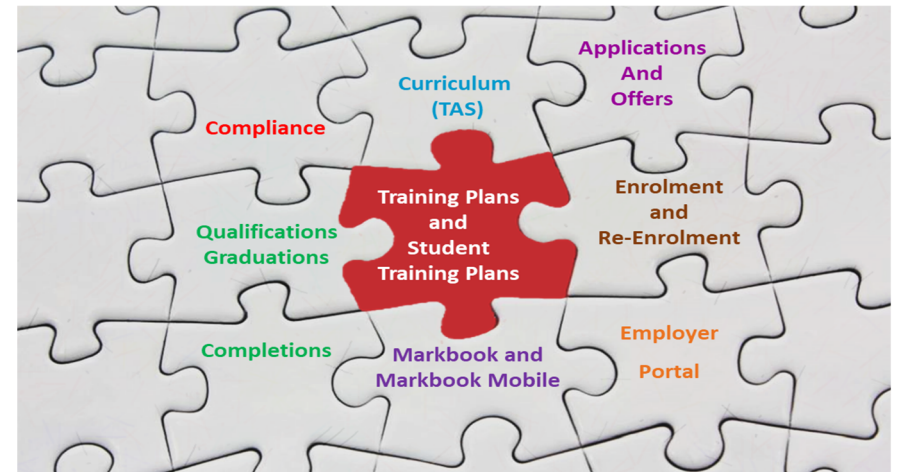 Applications
And
Offers
Curriculum
(TAS)
Compliance
Training Plans
and
Student
Training Plans
Enrolment
and
Re-Enrolment
Qualifications
Graduations
Employer
Portal
Completions
Markbook and
Markbook Mobile